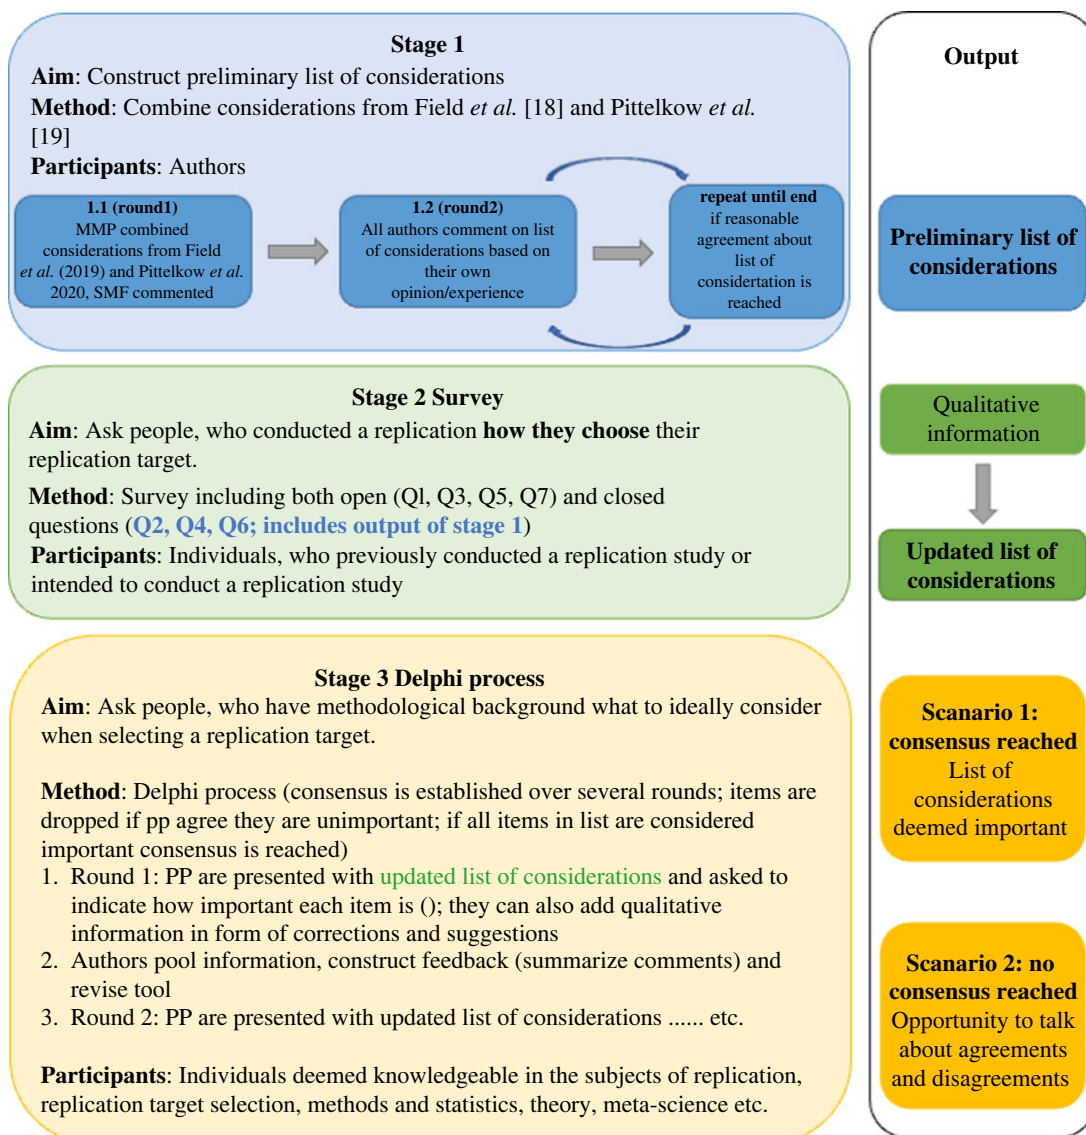 Stage 1
Aim: Construct preliminary list of considerations
Method: Combine considerations from Field et al. [18] and Pittelkow et al.
[19]
Participants: Authors
1.1 (round1)
MMP combined
considerations from Field
et al. (2019) and Pittelkow et al.
2020, SMF commented
1.2 (round2)
All authors comment on list
of considerations based on
their own
opinion/experience
repeat until end
if reasonable
agreement about
list of
considertation is
reached
Stage 2 Survey
Aim: Ask people, who conducted a replication how they choose their
replication target.
Method: Survey including both open (Ql, Q3, Q5, Q7) and closed
questions (Q2, Q4, Q6; includes output of stage 1)
Participants: Individuals, who previously conducted a replication study or
intended to conduct a replication study
Stage 3 Delphi process
Aim: Ask people, who have methodological background what to ideally consider
when selecting a replication target.
Method: Delphi process (consensus is established over several rounds; items are
dropped if pp agree they are unimportant; if all items in list are considered
important consensus is reached)
1. Round 1: PP are presented with updated list of considerations and asked to
indicate how important each item is (); they can also add qualitative
information in form of corrections and suggestions
2. Authors pool information, construct feedback (summarize comments) and
revise tool
3. Round 2: PP are presented with updated list of considerations ...... etc.
Participants: Individuals deemed knowledgeable in the subjects of replication,
replication target selection, methods and statistics, theory, meta-science etc.
Output
Preliminary list of
considerations
Qualitative
information
Updated list of
considerations
Scanario 1:
consensus reached
List of
considerations
deemed important
Scanario 2: no
consensus reached
Opportunity to talk
about agreements
and disagreements